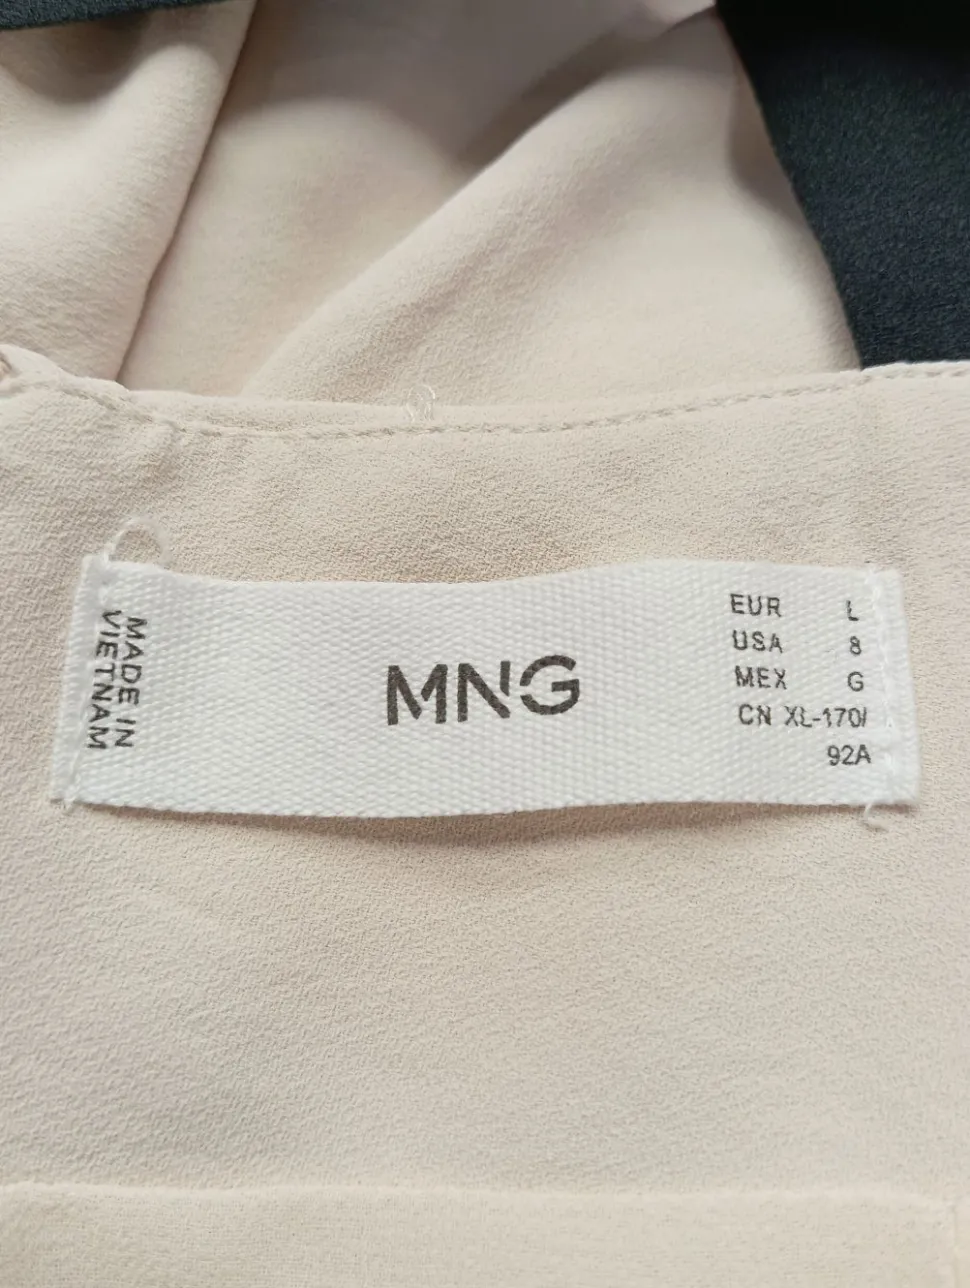 MADE IN
VIETNAM
MNG
EUR L
USA 8
MEX G
CN XL-170/
92A